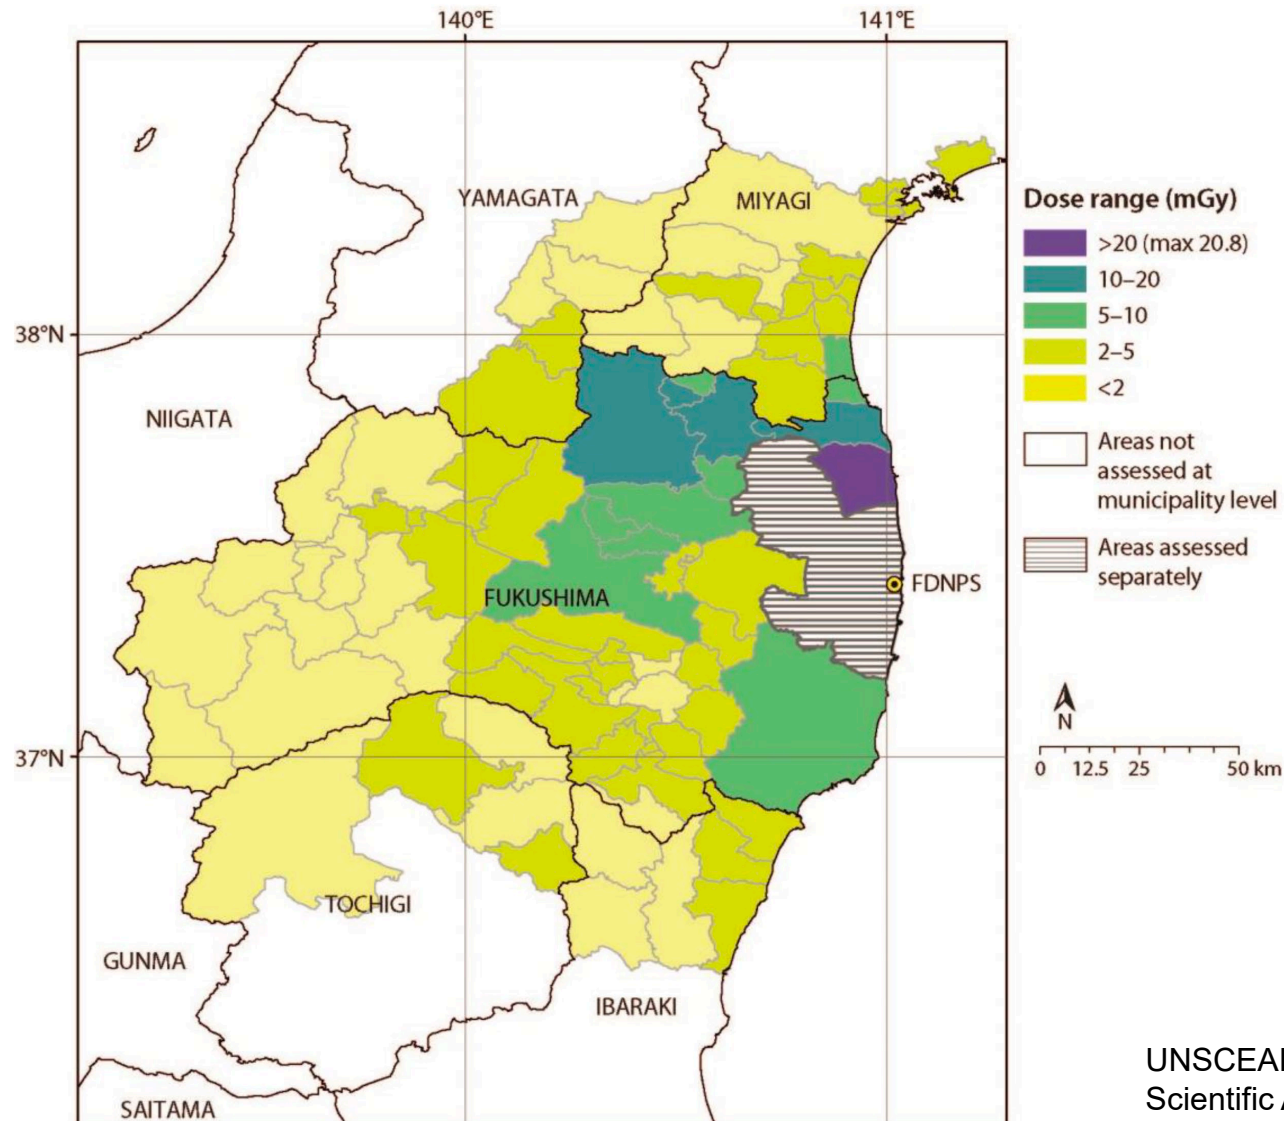 140°E
141°E
YAMAGATA
MIYAGI
Dose range (mGy)
>20 (max 20.8)
10–20
5–10
38°N
2–5
<2
NIIGATA
Areas not
assessed at
municipality level
Areas assessed
separately
FDNPS
FUKUSHIMA
N
37°N
0 12.5 25 50 km
TOCHIGI
GUNMA
IBARAKI
Scientific
SAITAMA